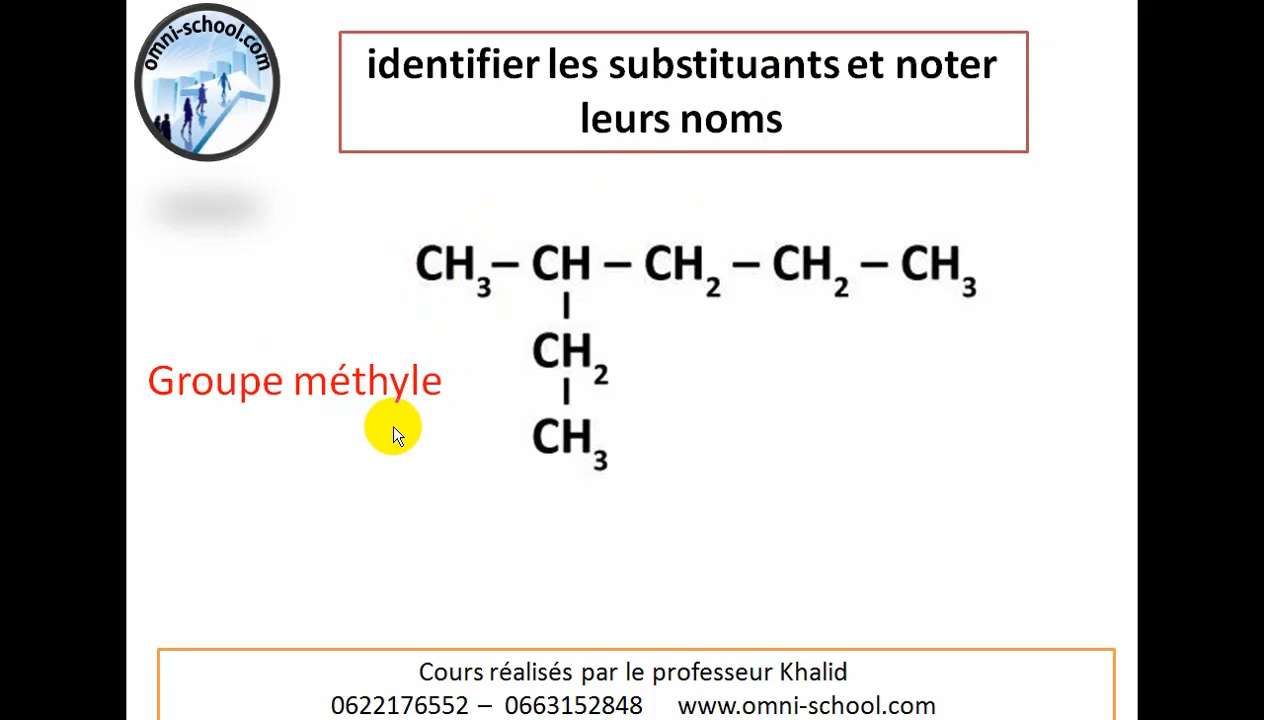 omni-school.com
identifier les substituants et noter
leurs noms
CH₃– CH – CH₂ – CH₂ – CH₃
CH₂
Groupe méthyle
CH₃
Cours réalisés par le professeur Khalid
0622176552 – 0663152848 www.omni-school.com